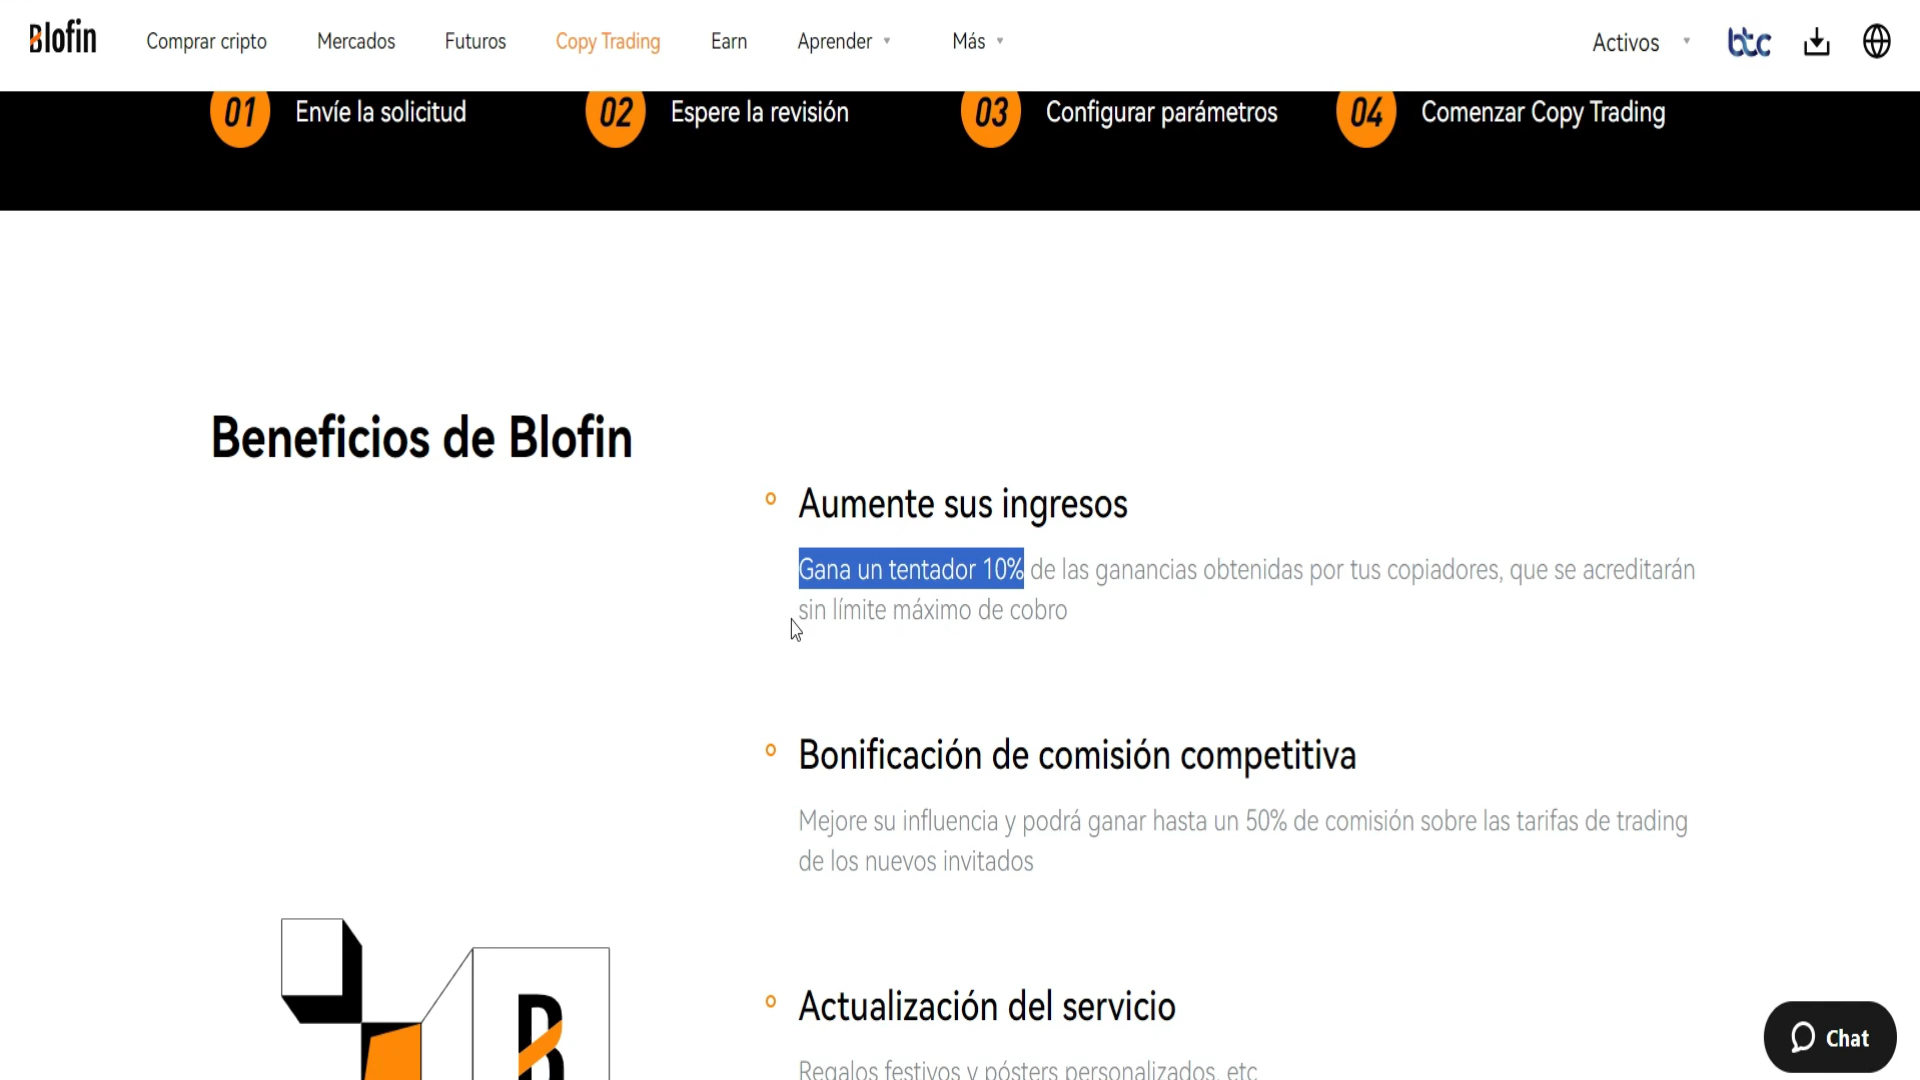 Blofin Comprar cripto Mercados Futuros Copy Trading Earn Aprender Más Activos btc
01 Envíe la solicitud 02 Espere la revisión 03 Configurar parámetros 04 Comenzar Copy Trading
Beneficios de Blofin
Aumente sus ingresos
Gana un tentador 10% de las ganancias obtenidas por tus copiadores, que se acreditarán
sin límite máximo de cobro
Bonificación de comisión competitiva
Mejore su influencia y podrá ganar hasta un 50% de comisión sobre las tarifas de trading
de los nuevos invitados
Actualización del servicio
Regalos festivos y pósters personalizados, etc
B
Chat